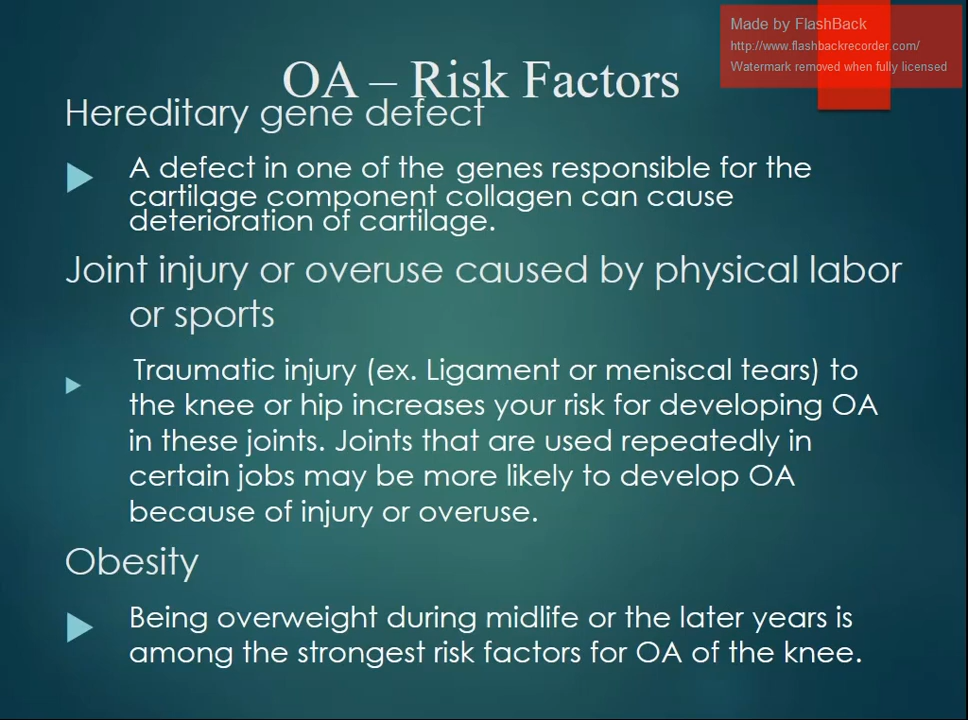 Made by FlashBack
http://www.flashbackrecorder.com/
Watermark removed when fully licensed
OA – Risk Factors
Hereditary gene defect
A defect in one of the genes responsible for the
cartilage component collagen can cause
deterioration of cartilage.
Joint injury or overuse caused by physical labor
or sports
Traumatic injury (ex. Ligament or meniscal tears) to
the knee or hip increases your risk for developing OA
in these joints. Joints that are used repeatedly in
certain jobs may be more likely to develop OA
because of injury or overuse.
Obesity
Being overweight during midlife or the later years is
among the strongest risk factors for OA of the knee.